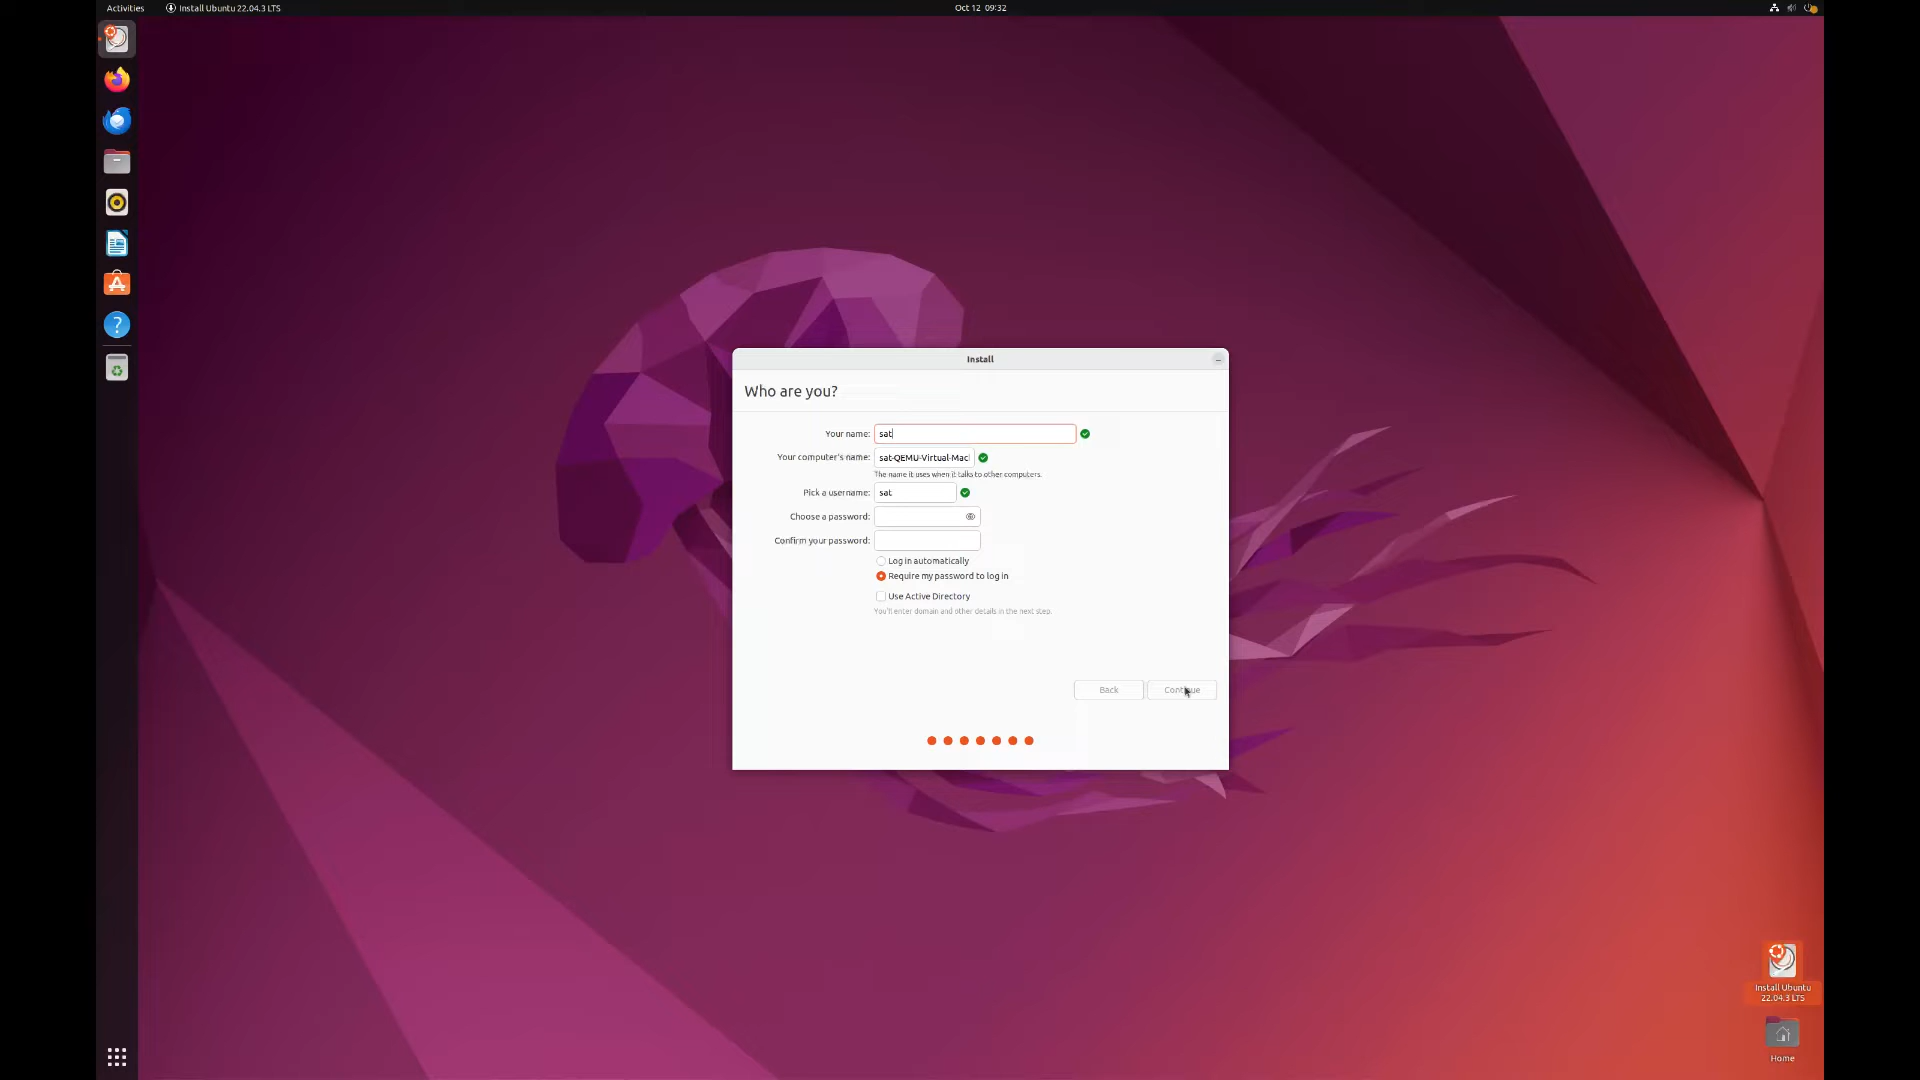 Activities
Install Ubuntu 22.04.3 LTS
Oct 12 09:32
Install
Who are you?
Your name: sat
Your computer's name: sat-QEMU-Virtual-Mac
The name it uses when it talks to other computers.
Pick a username: sat
Choose a password:
Confirm your password:
Log in automatically
Require my password to log in
Use Active Directory
You'll enter domain and other details in the next step.
Back
Continue
Install Ubuntu
22.04.3 LTS
Home